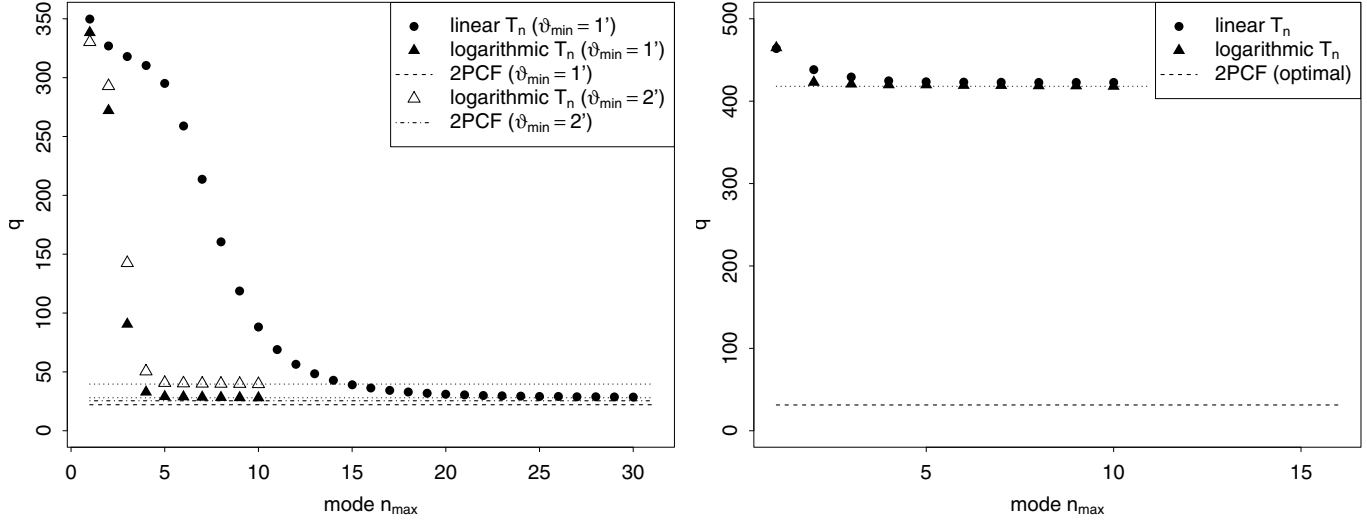 q
0
50
100
150
200
250
300
350
0
5
10
15
20
25
30
mode n_max
linear T_n (ϑ_min = 1')
logarithmic T_n (ϑ_min = 1')
2PCF (ϑ_min = 1')
logarithmic T_n (ϑ_min = 2')
2PCF (ϑ_min = 2')
q
0
100
200
300
400
500
5
10
15
mode n_max
linear T_n
logarithmic T_n
2PCF (optimal)